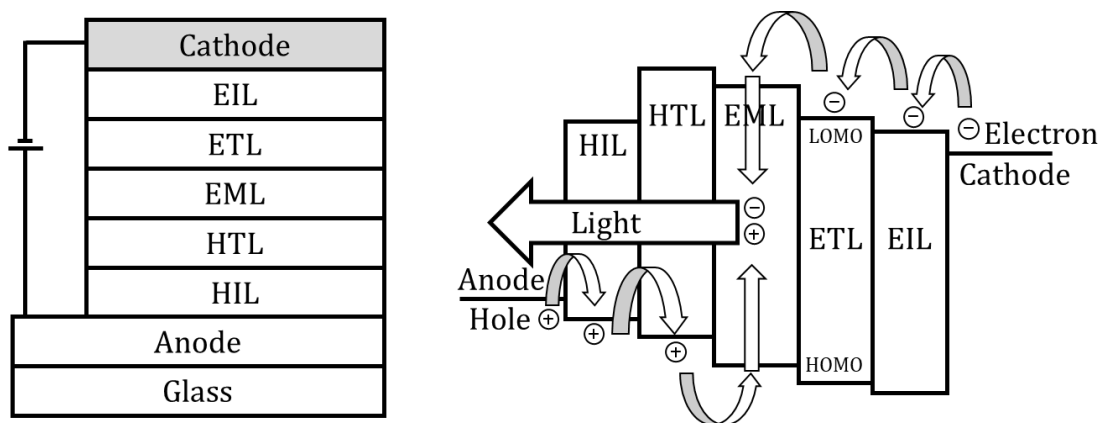 Cathode
EIL
ETL
EML
HTL
HIL
Anode
Glass
HIL
HTL
EML
LOMO
ETL
HOMO
EIL
Electron
Cathode
Light
Anode
Hole